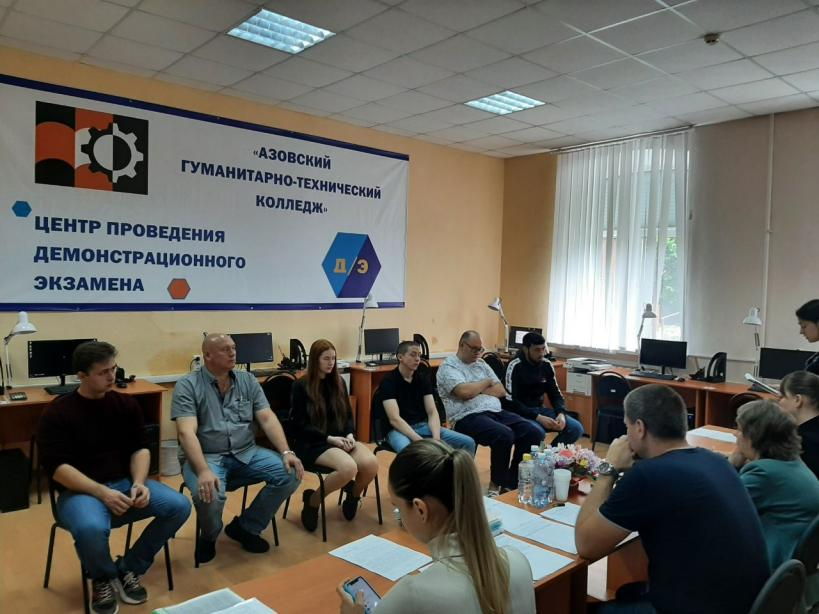 «АЗОВСКИЙ
ГУМАНИТАРНО-ТЕХНИЧЕСКИЙ
КОЛЛЕДЖ»
ЦЕНТР ПРОВЕДЕНИЯ
ДЕМОНСТРАЦИОННОГО
ЭКЗАМЕНА
Д/Э